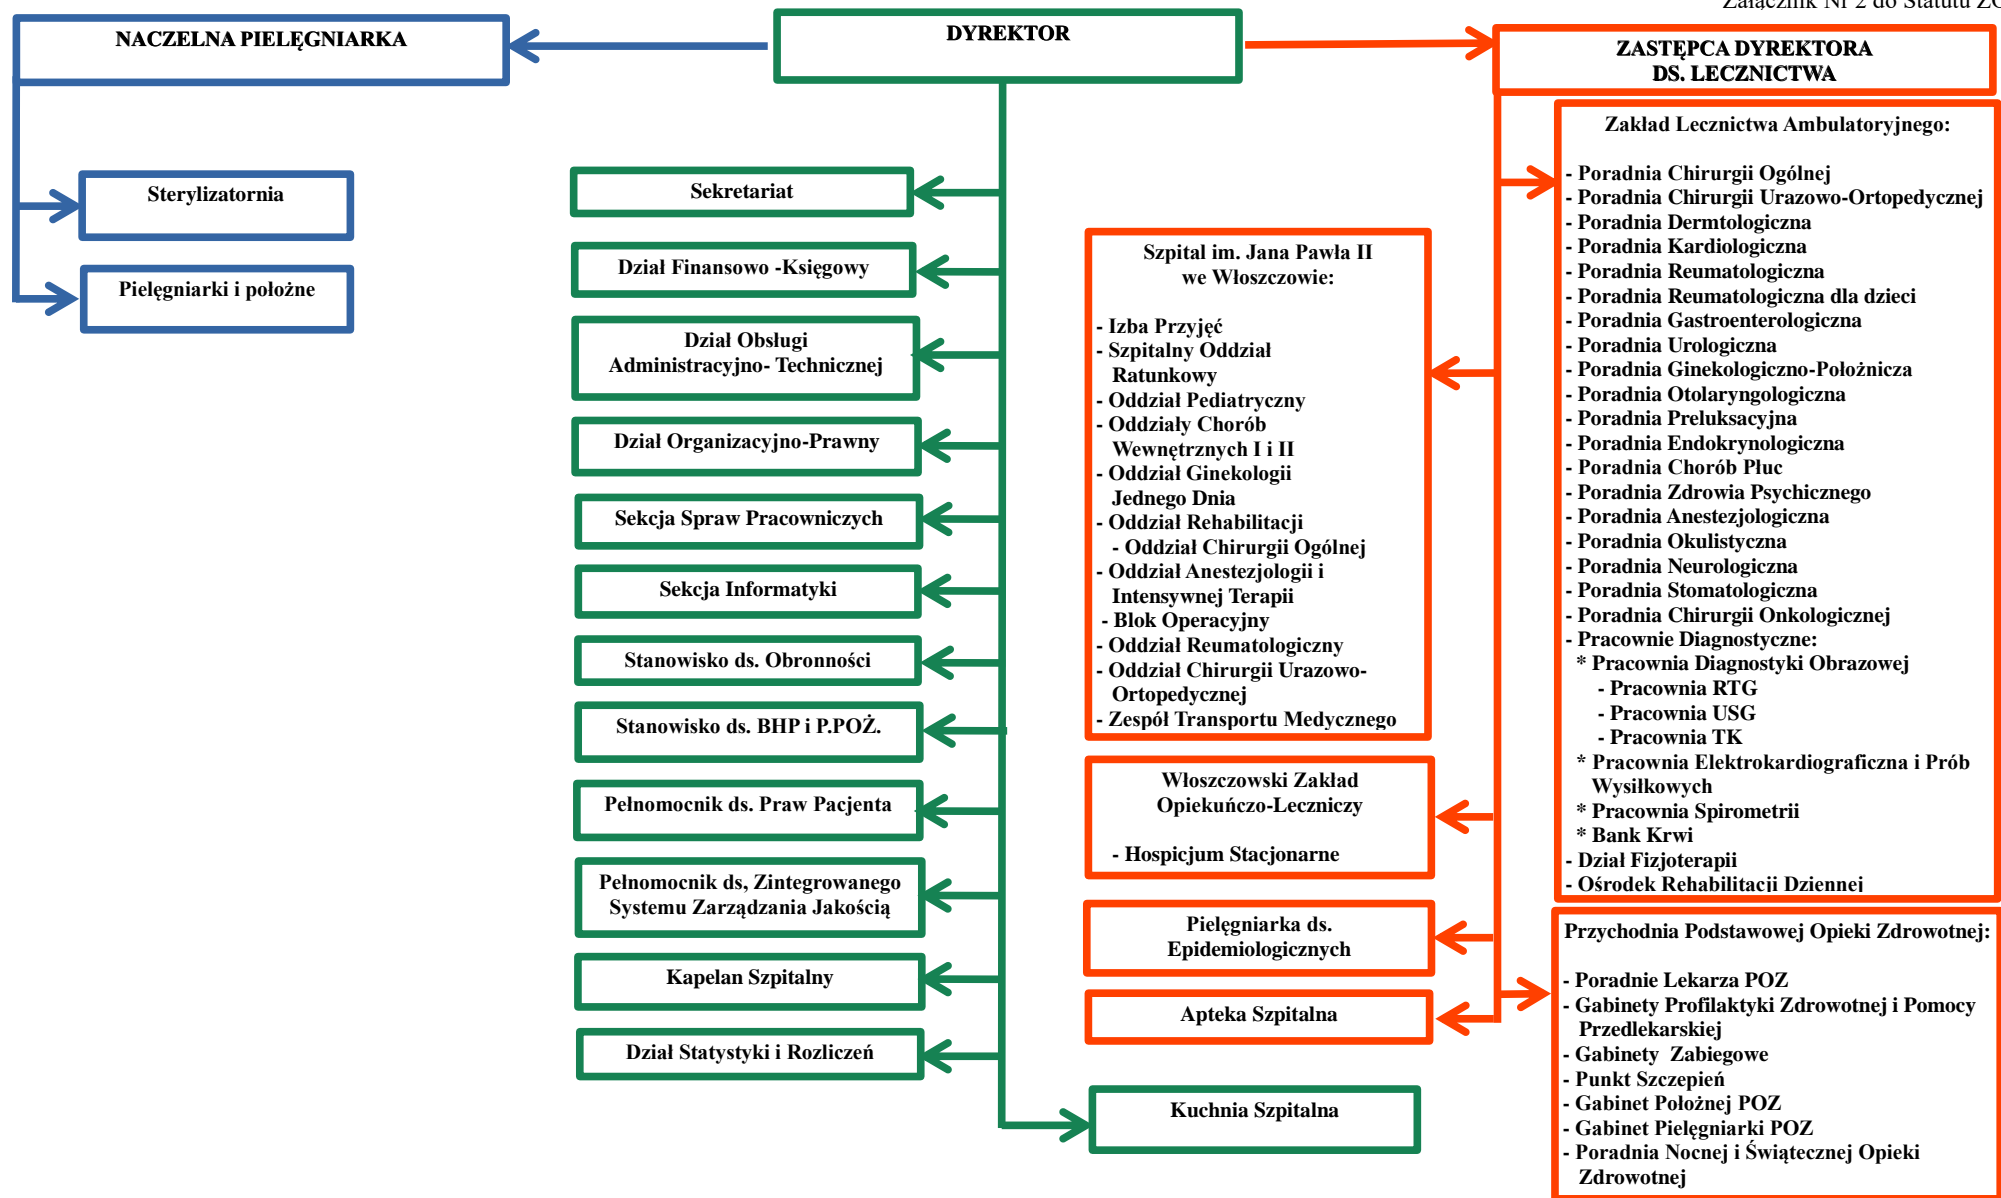 Załącznik Nr 2 do Statutu
NACZELNA PIELĘGNIARKA
DYREKTOR
ZASTĘPCA DYREKTORA
DS. LECZNICTWA
Sterylizatornia
Pielęgniarki i położne
Sekretariat
Dział Finansowo -Księgowy
Dział Obsługi
Administracyjno- Technicznej
Dział Organizacyjno-Prawny
Sekcja Spraw Pracowniczych
Sekcja Informatyki
Stanowisko ds. Obronności
Stanowisko ds. BHP i P.POŻ.
Pełnomocnik ds. Praw Pacjenta
Pełnomocnik ds, Zintegrowanego
Systemu Zarządzania Jakością
Kapelan Szpitalny
Dział Statystyki i Rozliczeń
Kuchnia Szpitalna
Szpital im. Jana Pawła II
we Włoszczowie:
- Izba Przyjęć
- Szpitalny Oddział
Ratunkowy
- Oddział Pediatryczny
- Oddziały Chorób
Wewnętrznych I i II
- Oddział Ginekologii
Jednego Dnia
- Oddział Rehabilitacji
- Oddział Chirurgii Ogólnej
- Oddział Anestezjologii i
Intensywnej Terapii
- Blok Operacyjny
- Oddział Reumatologiczny
- Oddział Chirurgii Urazowo-
Ortopedycznej
- Zespół Transportu Medycznego
Włoszczowski Zakład
Opiekuńczo-Leczniczy
- Hospicjum Stacjonarne
Pielęgniarka ds.
Epidemiologicznych
Apteka Szpitalna
Zakład Lecznictwa Ambulatoryjnego:
- Poradnia Chirurgii Ogólnej
- Poradnia Chirurgii Urazowo-Ortopedycznej
- Poradnia Dermtologiczna
- Poradnia Kardiologiczna
- Poradnia Reumatologiczna
- Poradnia Reumatologiczna dla dzieci
- Poradnia Gastroenterologiczna
- Poradnia Urologiczna
- Poradnia Ginekologiczno-Położnicza
- Poradnia Otolaryngologiczna
- Poradnia Preluksacyjna
- Poradnia Endokrynologiczna
- Poradnia Chorób Płuc
- Poradnia Zdrowia Psychicznego
- Poradnia Anestezjologiczna
- Poradnia Okulistyczna
- Poradnia Neurologiczna
- Poradnia Stomatologiczna
- Poradnia Chirurgii Onkologicznej
- Pracownie Diagnostyczne:
* Pracownia Diagnostyki Obrazowej
- Pracownia RTG
- Pracownia USG
- Pracownia TK
* Pracownia Elektrokardiograficzna i Prób
Wysiłkowych
* Pracownia Spirometrii
* Bank Krwi
- Dział Fizjoterapii
- Ośrodek Rehabilitacji Dziennej
Przychodnia Podstawowej Opieki Zdrowotnej:
- Poradnie Lekarza POZ
- Gabinety Profilaktyki Zdrowotnej i Pomocy
Przedlekarskiej
- Gabinety Zabiegowe
- Punkt Szczepień
- Gabinet Położnej POZ
- Gabinet Pielęgniarki POZ
- Poradnia Nocnej i Świątecznej Opieki
Zdrowotnej